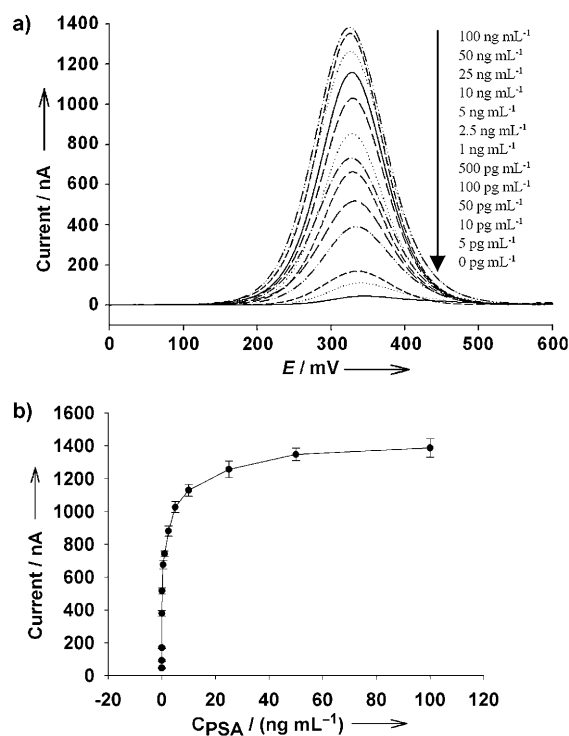 a)
1400
1200
1000
800
600
400
200
0
Current / nA
100 ng mL⁻¹
50 ng mL⁻¹
25 ng mL⁻¹
10 ng mL⁻¹
5 ng mL⁻¹
2.5 ng mL⁻¹
1 ng mL⁻¹
500 pg mL⁻¹
100 pg mL⁻¹
50 pg mL⁻¹
10 pg mL⁻¹
5 pg mL⁻¹
0 pg mL⁻¹
0 100 200 300 400 500 600
E / mV
b)
1600
1400
1200
1000
800
600
400
200
0
Current / nA
-20 0 20 40 60 80 100 120
CPSA / (ng mL⁻¹)